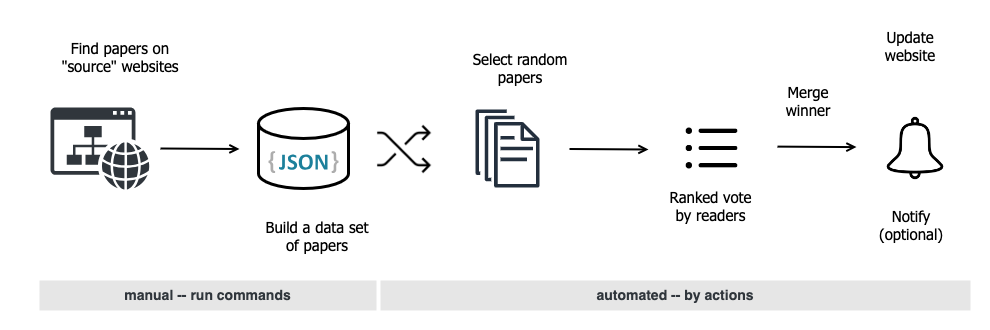 Find papers on
"source" websites
{JSON}
Build a data set
of papers
Select random
papers
Ranked vote
by readers
Merge
winner
Update
website
Notify
(optional)
manual -- run commands
automated -- by actions